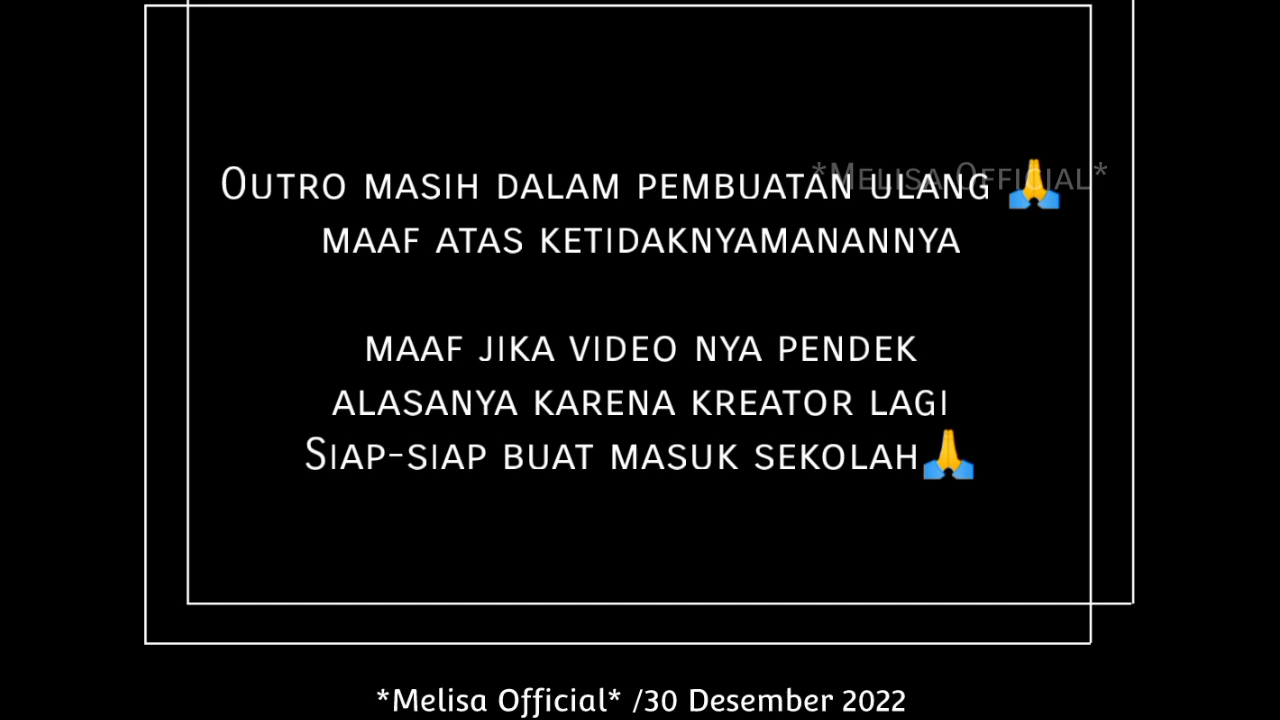 Outro masih dalam pembuatan ulang 🙏
*Melisa Official*
maaf atas ketidaknyamanannya
maaf jika video nya pendek
alasanya karena kreator lagi
Siap-siap buat masuk sekolah🙏
*Melisa Official* /30 Desember 2022